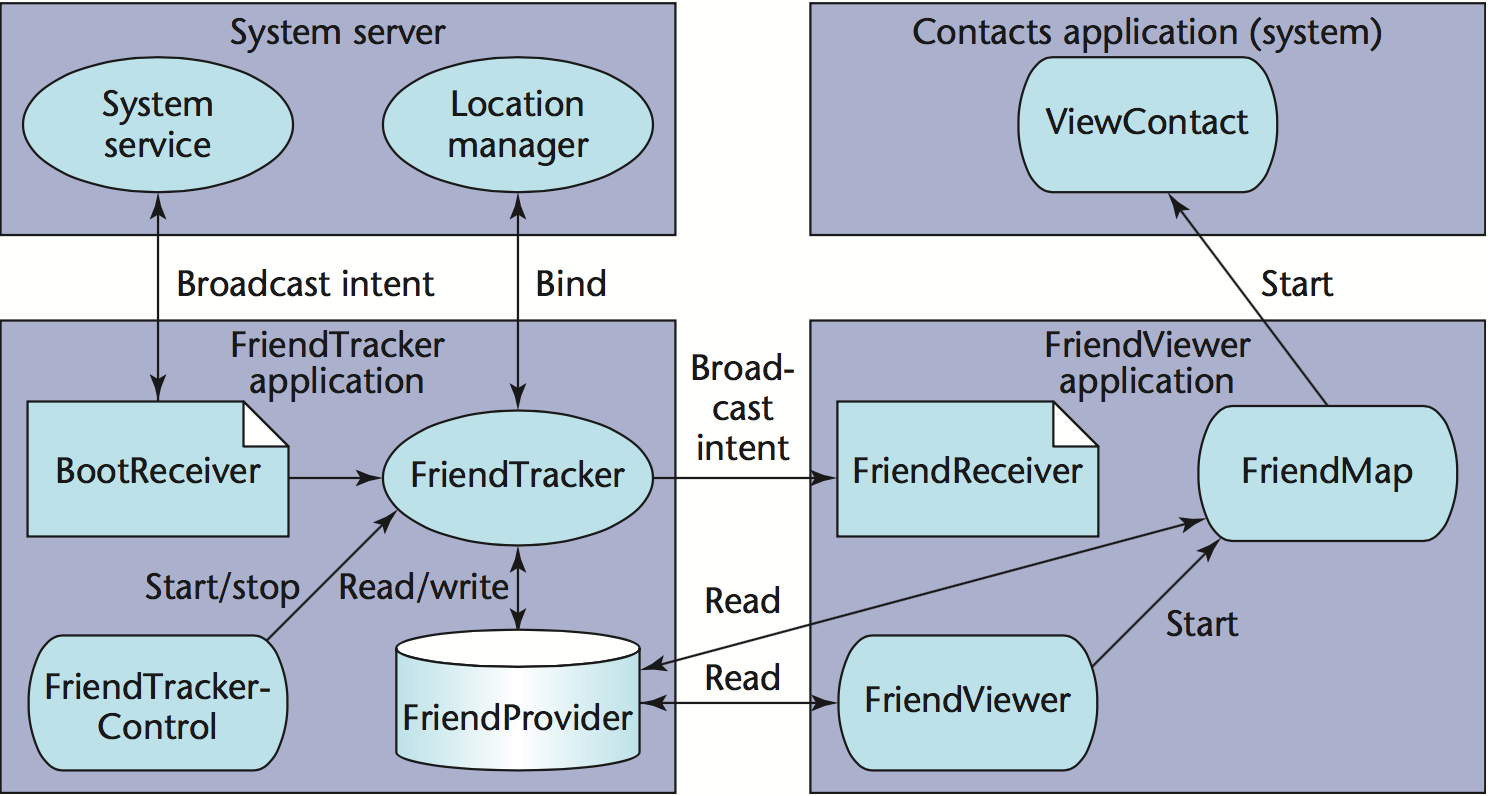 System server
System
service
Location
manager
Contacts application (system)
ViewContact
Broadcast intent
Bind
Start
FriendTracker
application
BootReceiver
FriendTracker
Start/stop
Read/write
FriendTracker-
Control
FriendProvider
Broad-
cast
intent
Read
Read
FriendViewer
application
FriendReceiver
FriendMap
Start
FriendViewer